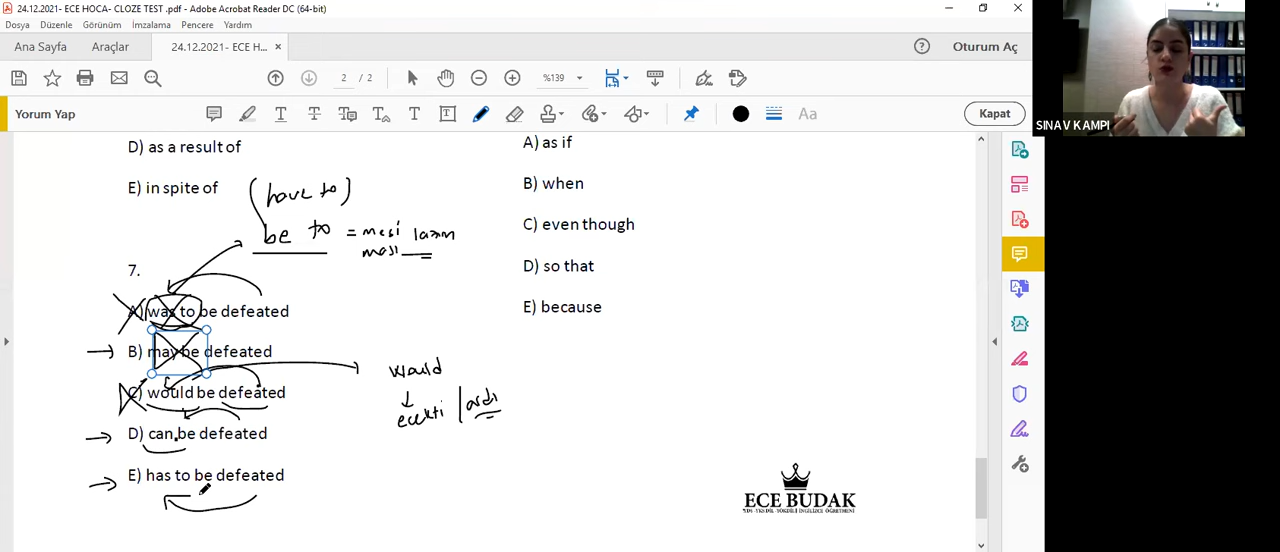 24.12.2021- ECE HOCA- CLOZE TEST .pdf - Adobe Acrobat Reader DC (64-bit)
Dosya Düzenle Görünüm İmzalama Pencere Yardım
Ana Sayfa Araçlar 24.12.2021- ECE H... × Oturum Aç
2 / 2 %139
Yorum Yap Aa Kapat
SINAV KAMPI
D) as a result of
E) in spite of
(have to)
be to = mesi lazım
ması
7.
A) was to be defeated
B) may be defeated
C) would be defeated
D) can be defeated
E) has to be defeated
would
ecekti | ardı
A) as if
B) when
C) even though
D) so that
E) because
ECE BUDAK